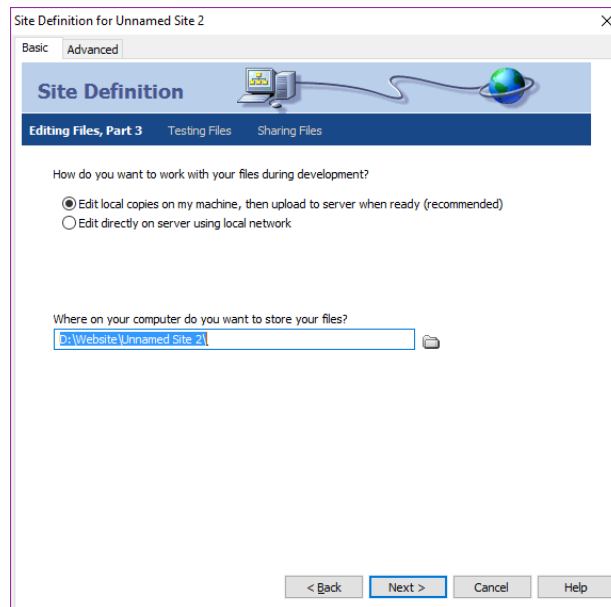 Site Definition for Unnamed Site 2
Basic Advanced
Site Definition
Editing Files, Part 3 Testing Files Sharing Files
How do you want to work with your files during development?
Edit local copies on my machine, then upload to server when ready (recommended)
Edit directly on server using local network
Where on your computer do you want to store your files?
D:\Website\Unnamed Site 2\
< Back Next > Cancel Help